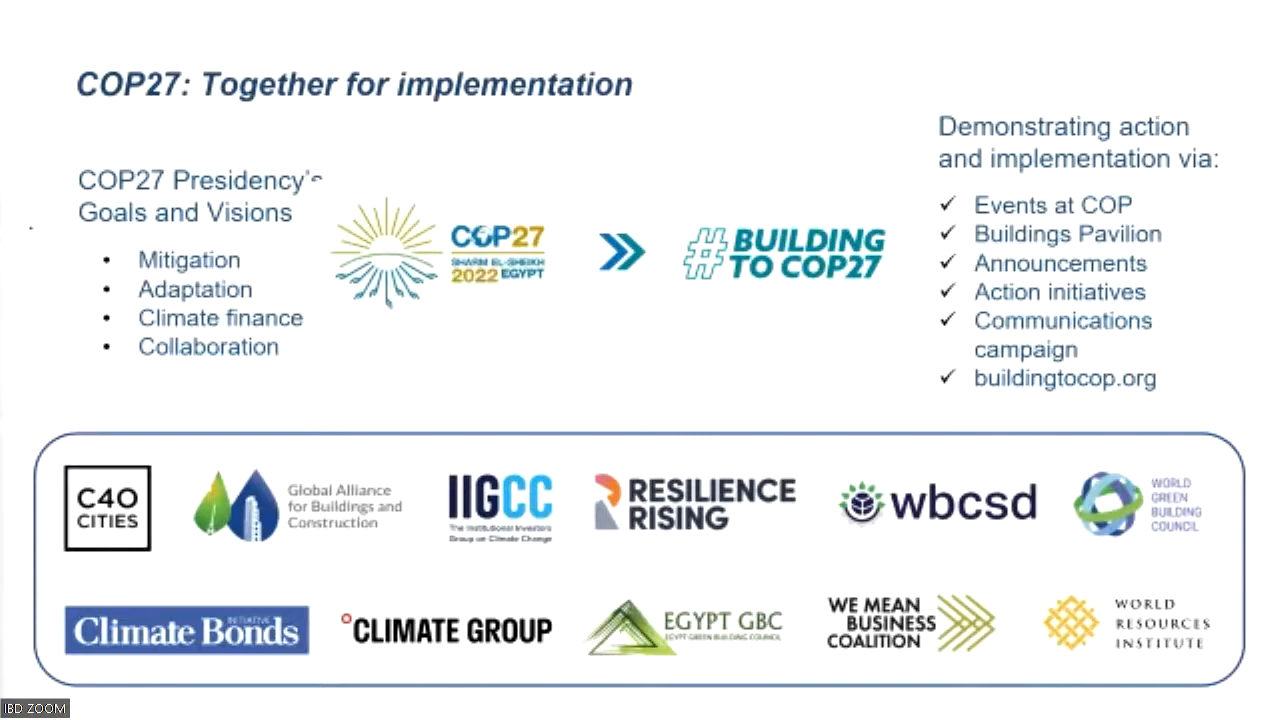 COP27: Together for implementation
COP27 Presidency's
Goals and Visions
• Mitigation
• Adaptation
• Climate finance
• Collaboration
COP27
SHARM EL-SHEIKH
2022 EGYPT
#BUILDING
TO COP27
Demonstrating action
and implementation via:
✓ Events at COP
✓ Buildings Pavilion
✓ Announcements
✓ Action initiatives
✓ Communications
campaign
✓ buildingtocop.org
C40
CITIES
Global Alliance
for Buildings and
Construction
IIGCC
The Institutional Investors
Group on Climate Change
RESILIENCE
RISING
wbcsd
WORLD
GREEN
BUILDING
COUNCIL
Climate Bonds
INITIATIVE
°CLIMATE GROUP
EGYPT GBC
EGYPT GREEN BUILDING COUNCIL
WE MEAN
BUSINESS
COALITION
WORLD
RESOURCES
INSTITUTE
IBD ZOOM